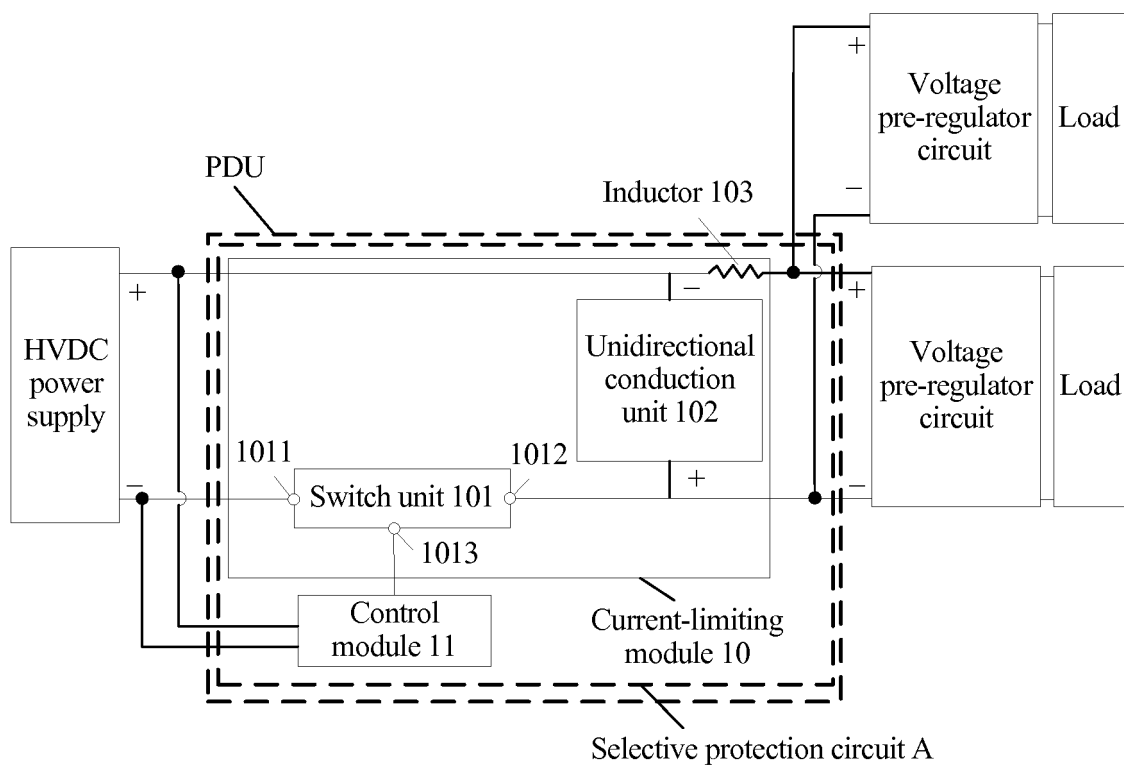 +
Voltage
pre-regulator
circuit
Load
−
PDU
Inductor 103
HVDC
power
supply
+
−
−
Unidirectional
conduction
unit 102
+
+
Voltage
pre-regulator
circuit
Load
−
1011
Switch unit 101
1012
1013
Control
module 11
Current-limiting
module 10
Selective protection circuit A